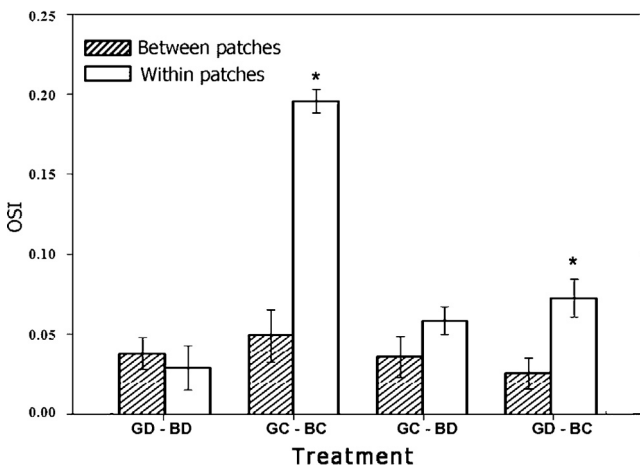 0.25
0.20
0.15
0.10
0.05
0.00
OSI
Between patches
Within patches
*
*
GD - BD
GC - BC
GC - BD
GD - BC
Treatment